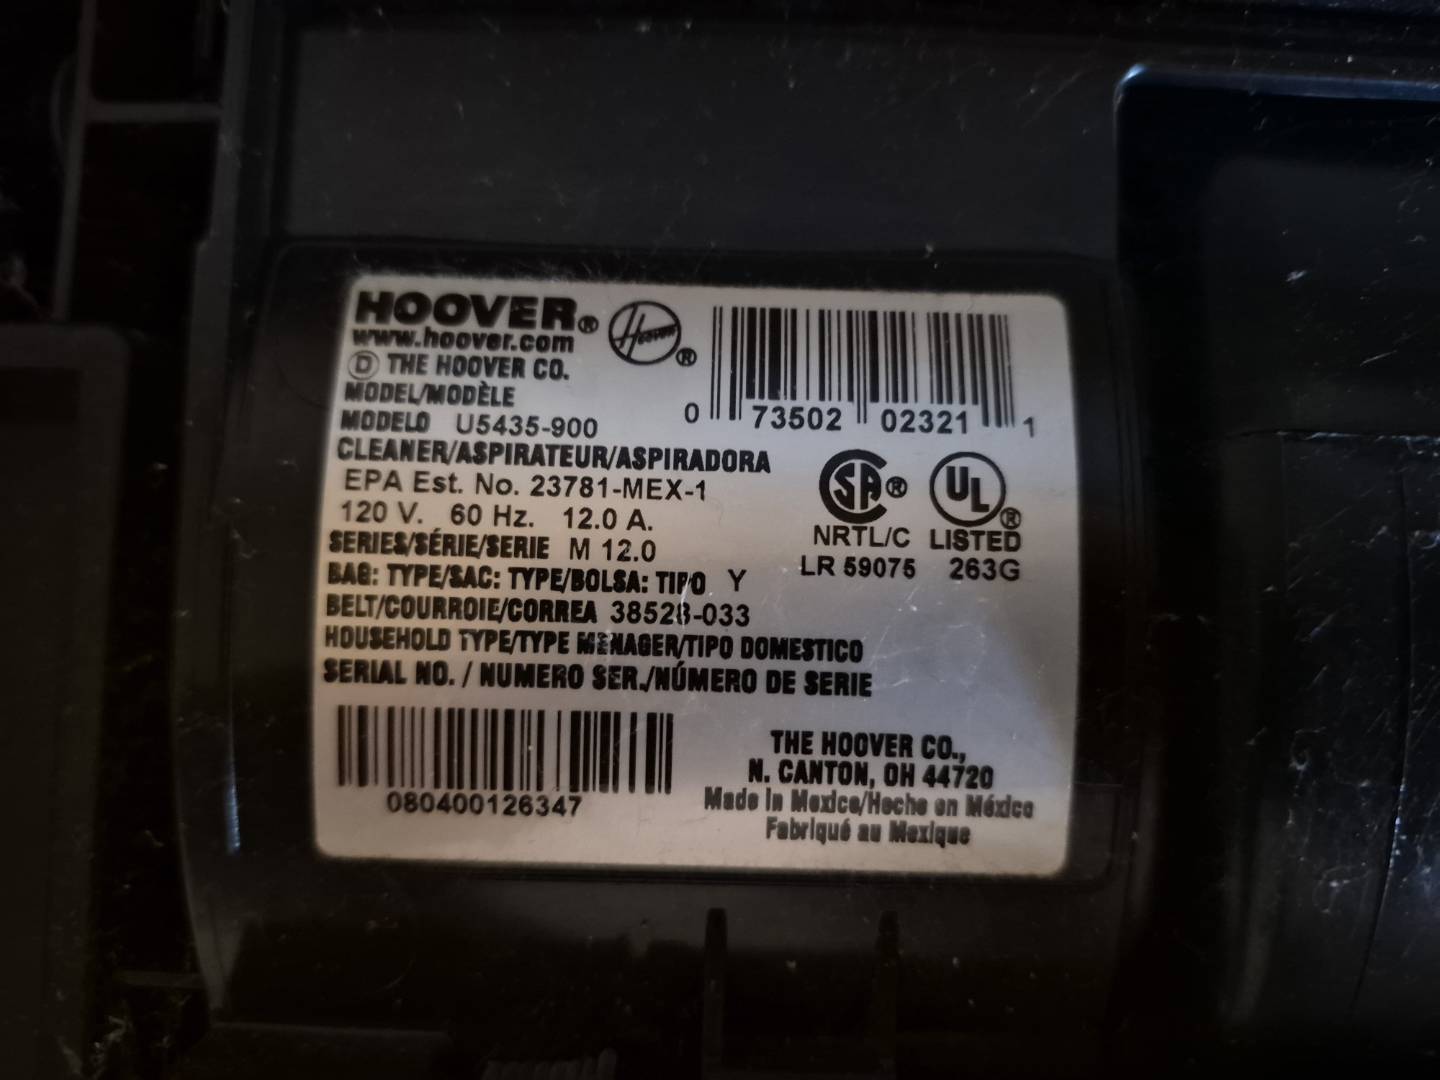 HOOVER®
www.hoover.com
Hoover ®
Ⓓ THE HOOVER CO.
MODEL/MODÈLE
MODELO U5435-900
0 73502 02321 1
CLEANER/ASPIRATEUR/ASPIRADORA
EPA Est. No. 23781-MEX-1
120 V. 60 Hz. 12.0 A.
SERIES/SÉRIE/SERIE M 12.0
BAG: TYPE/SAC: TYPE/BOLSA: TIPO Y
BELT/COURROIE/CORREA 38528-033
HOUSEHOLD TYPE/TYPE MENAGER/TIPO DOMESTICO
SERIAL NO. / NUMERO SER./NÚMERO DE SERIE
080400126347
SA® UL®
NRTL/C LISTED
LR 59075 263G
THE HOOVER CO.,
N. CANTON, OH 44720
Made in Mexico/Hecho en México
Fabriqué au Mexique